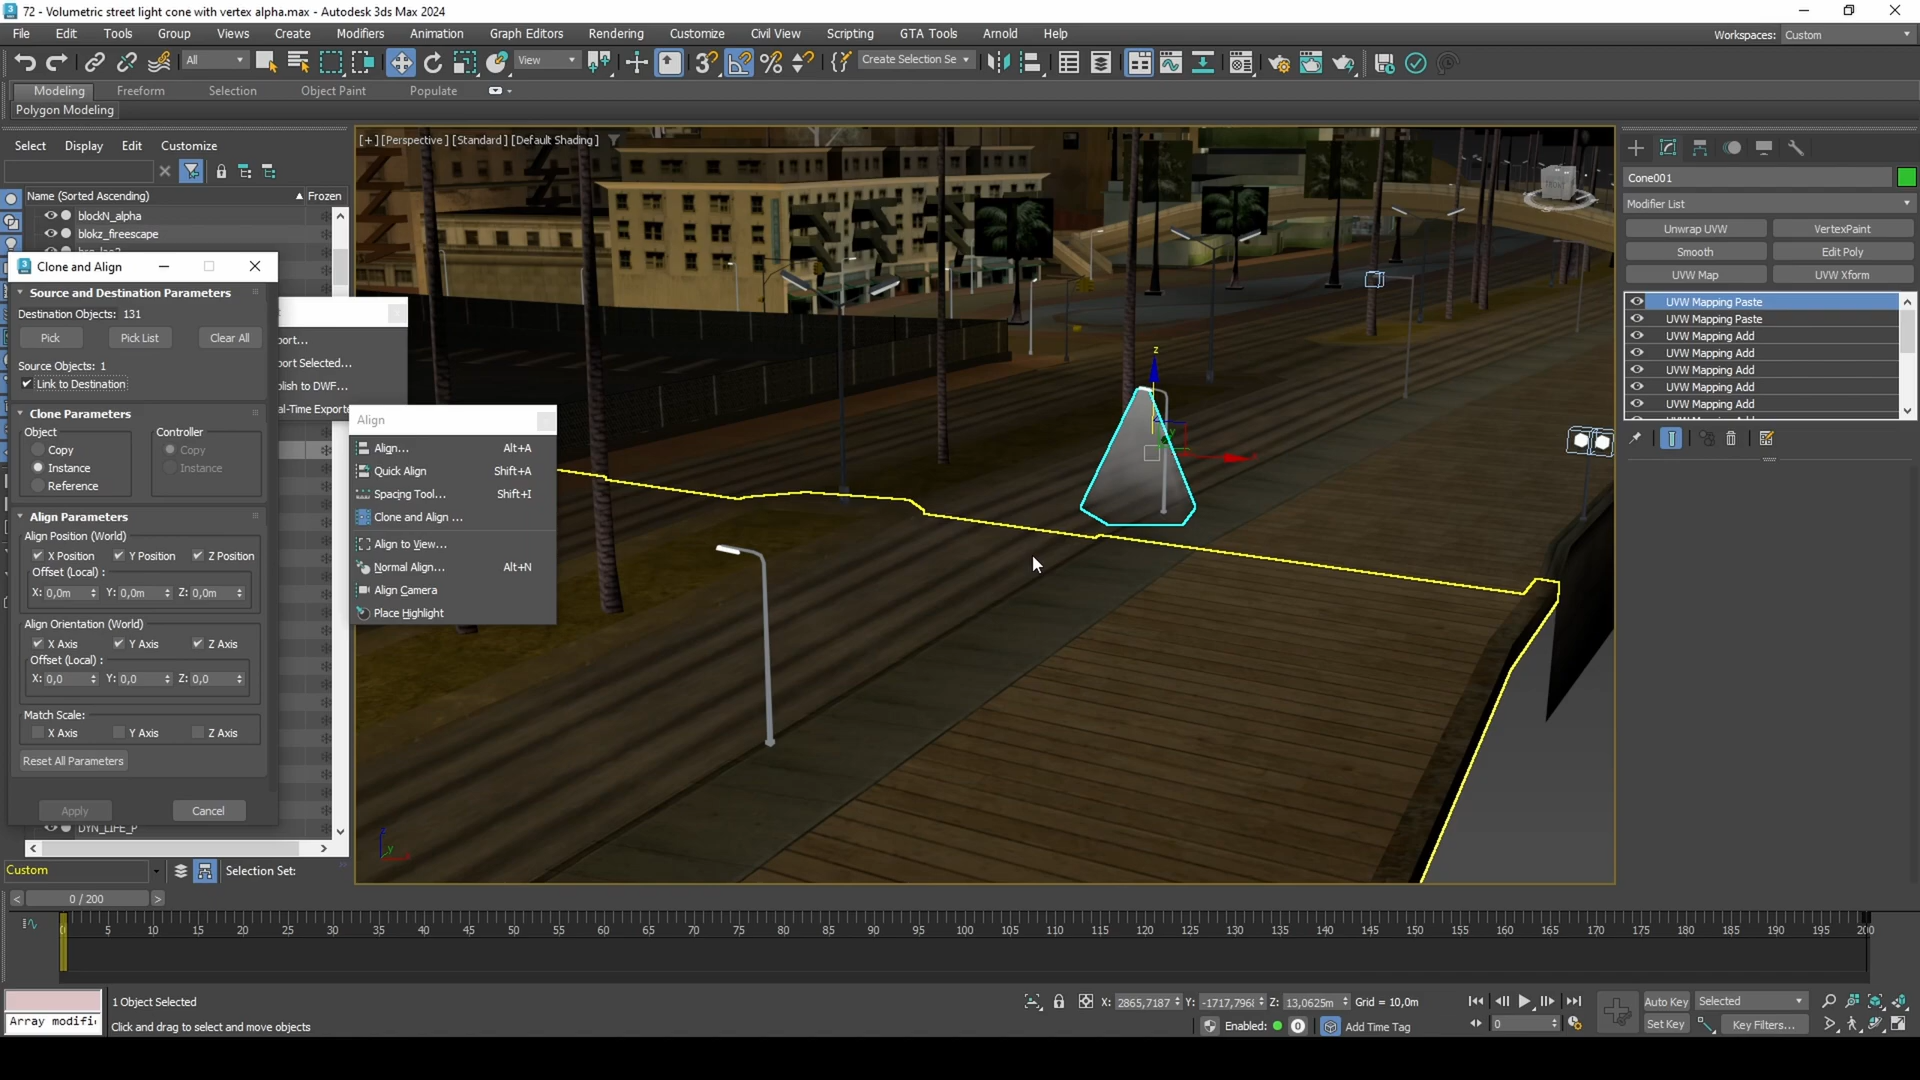 72 - Volumetric street light cone with vertex alpha.max - Autodesk 3ds Max 2024
File Edit Tools Group Views Create Modifiers Animation Graph Editors Rendering Customize Civil View Scripting GTA Tools Arnold Help
Workspaces: Custom
All View Create Selection Se
Modeling Freeform Selection Object Paint Populate
Polygon Modeling
Select Display Edit Customize
Name (Sorted Ascending) Frozen
blockN_alpha
blokz_fireescape
Clone and Align
Source and Destination Parameters
Destination Objects: 131
Pick Pick List Clear All
Source Objects: 1
Link to Destination
Clone Parameters
Object Controller
Copy Copy
Instance Instance
Reference
Align Parameters
Align Position (World)
X Position Y Position Z Position
Offset (Local) :
X: 0,0m Y: 0,0m Z: 0,0m
Align Orientation (World)
X Axis Y Axis Z Axis
Offset (Local) :
X: 0,0 Y: 0,0 Z: 0,0
Match Scale:
X Axis Y Axis Z Axis
Reset All Parameters
Apply Cancel
DYN_LIFE_P
Custom Selection Set:
ort...
ort Selected...
lish to DWF...
al-Time Exporte
Align
Align... Alt+A
Quick Align Shift+A
Spacing Tool... Shift+I
Clone and Align ...
Align to View...
Normal Align... Alt+N
Align Camera
Place Highlight
[+] [Perspective] [Standard] [Default Shading]
FRONT
z
x
y
Cone001
Modifier List
Unwrap UVW VertexPaint
Smooth Edit Poly
UVW Map UVW Xform
UVW Mapping Paste
UVW Mapping Paste
UVW Mapping Add
UVW Mapping Add
UVW Mapping Add
UVW Mapping Add
UVW Mapping Add
< 0 / 200 >
5 10 15 20 25 30 35 40 45 50 55 60 65 70 75 80 85 90 95 100 105 110 115 120 125 130 135 140 145 150 155 160 165 170 175 180 185 190 195 200
1 Object Selected
X: 2865,7187 Y: -1717,796 Z: 13,0625m Grid = 10,0m
Auto Key Selected
Array modifi
Click and drag to select and move objects
Enabled: 0 Add Time Tag
0 Set Key Key Filters...